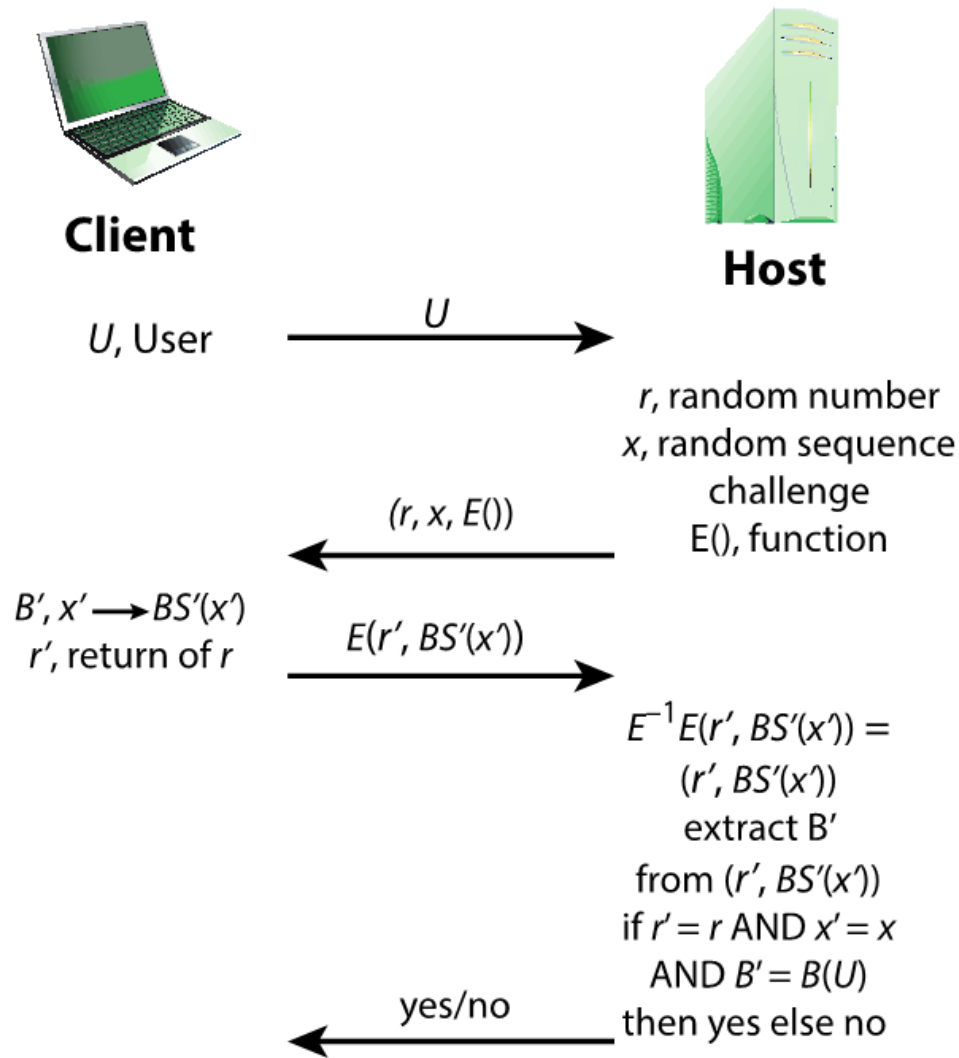 Client
Host
U, User
U
r, random number
x, random sequence
challenge
E(), function
(r, x, E())
B′, x′ → BS′(x′)
r′, return of r
E(r′, BS′(x′))
E⁻¹E(r′, BS′(x′)) =
(r′, BS′(x′))
extract B′
from (r′, BS′(x′))
if r′ = r AND x′ = x
AND B′ = B(U)
then yes else no
yes/no